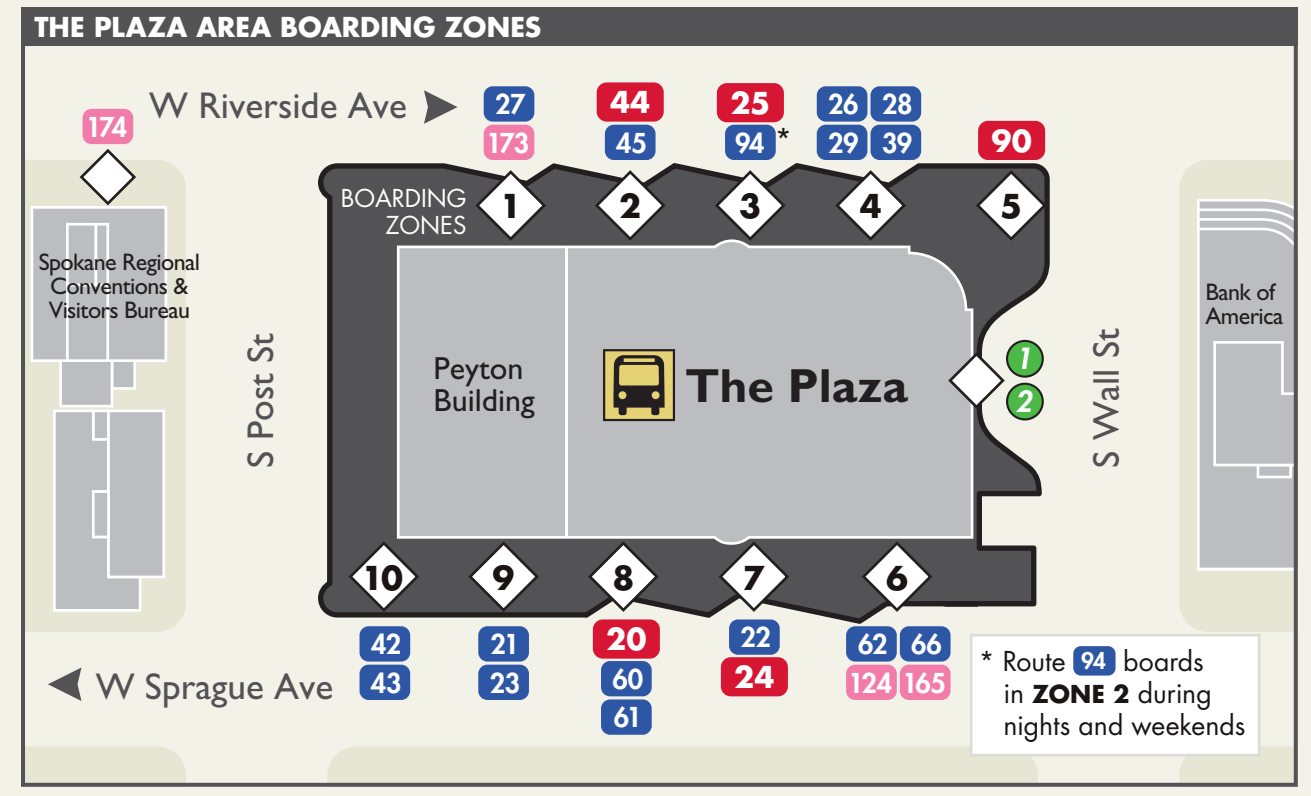 THE PLAZA AREA BOARDING ZONES
W Riverside Ave
174
27
173
44
45
25
94 *
26 28
29 39
90
BOARDING
ZONES
1
2
3
4
5
Spokane Regional
Conventions &
Visitors Bureau
S Post St
Peyton
Building
The Plaza
1
2
S Wall St
Bank of
America
10
9
8
7
6
W Sprague Ave
42
43
21
23
20
60
61
22
24
62 66
124 165
* Route 94 boards
in ZONE 2 during
nights and weekends